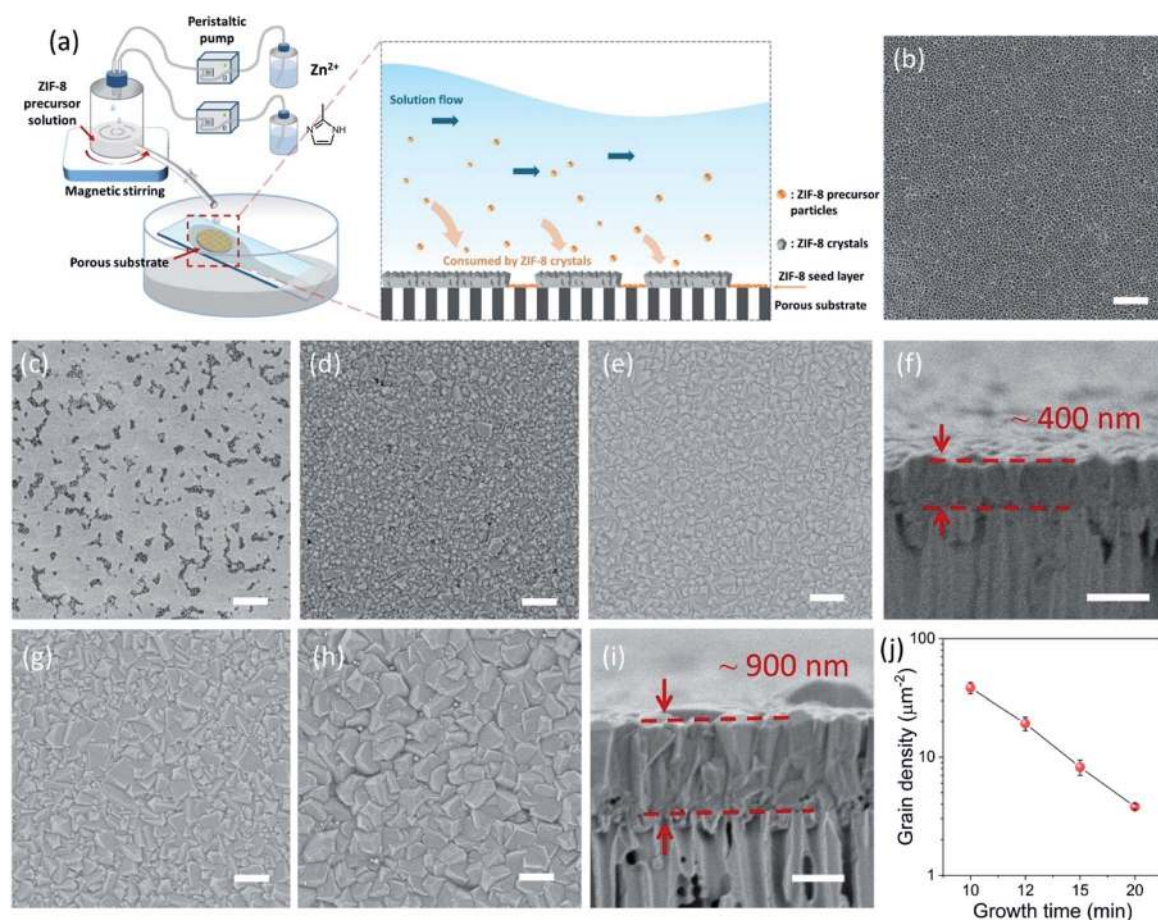 (a)
Peristaltic
pump
Zn²⁺
ZIF-8
precursor
solution
N
NH
Magnetic stirring
Porous substrate
Solution flow
Consumed by ZIF-8 crystals
: ZIF-8 precursor
particles
: ZIF-8 crystals
ZIF-8 seed layer
Porous substrate
(b)
(c)
(d)
(e)
(f)
~ 400 nm
(g)
(h)
(i)
~ 900 nm
(j)
Grain density (μm⁻²)
100
10
1
10 12 15 20
Growth time (min)